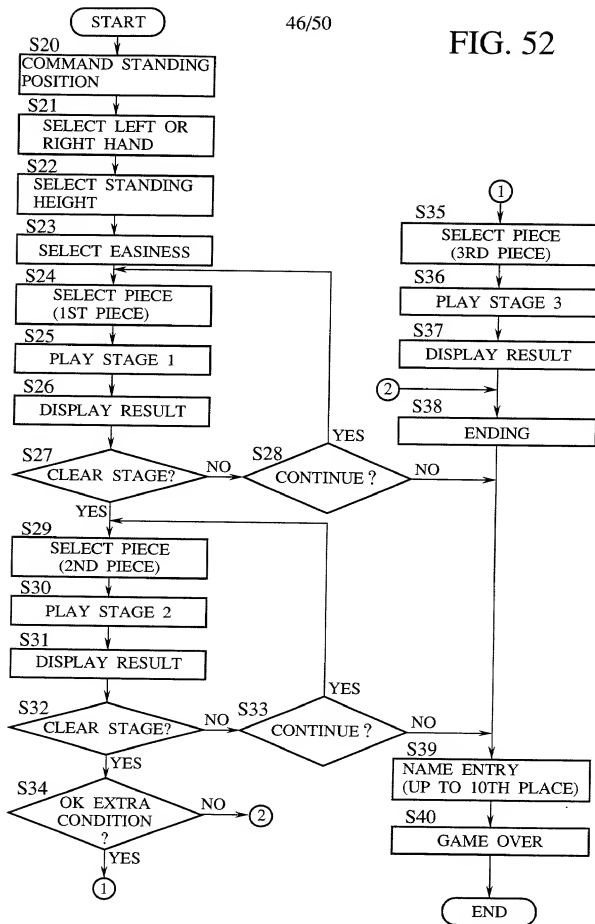 46/50
FIG. 52
START
S20
COMMAND STANDING
POSITION
S21
SELECT LEFT OR
RIGHT HAND
S22
SELECT STANDING
HEIGHT
S23
SELECT EASINESS
S24
SELECT PIECE
(1ST PIECE)
S25
PLAY STAGE 1
S26
DISPLAY RESULT
S27
CLEAR STAGE?
NO
YES
S28
CONTINUE ?
YES
NO
S29
SELECT PIECE
(2ND PIECE)
S30
PLAY STAGE 2
S31
DISPLAY RESULT
S32
CLEAR STAGE?
NO
YES
S33
CONTINUE ?
YES
NO
S34
OK EXTRA
CONDITION
?
NO
2
YES
1
1
S35
SELECT PIECE
(3RD PIECE)
S36
PLAY STAGE 3
S37
DISPLAY RESULT
2
S38
ENDING
S39
NAME ENTRY
(UP TO 10TH PLACE)
S40
GAME OVER
END